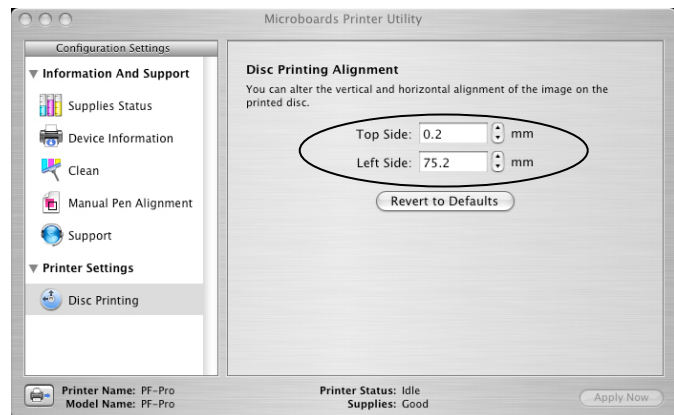 Microboards Printer Utility
Configuration Settings
Information And Support
Supplies Status
Device Information
Clean
Manual Pen Alignment
Support
Printer Settings
Disc Printing
Disc Printing Alignment
You can alter the vertical and horizontal alignment of the image on the
printed disc.
Top Side: 0.2 mm
Left Side: 75.2 mm
Revert to Defaults
Printer Name: PF-Pro
Model Name: PF-Pro
Printer Status: Idle
Supplies: Good
Apply Now